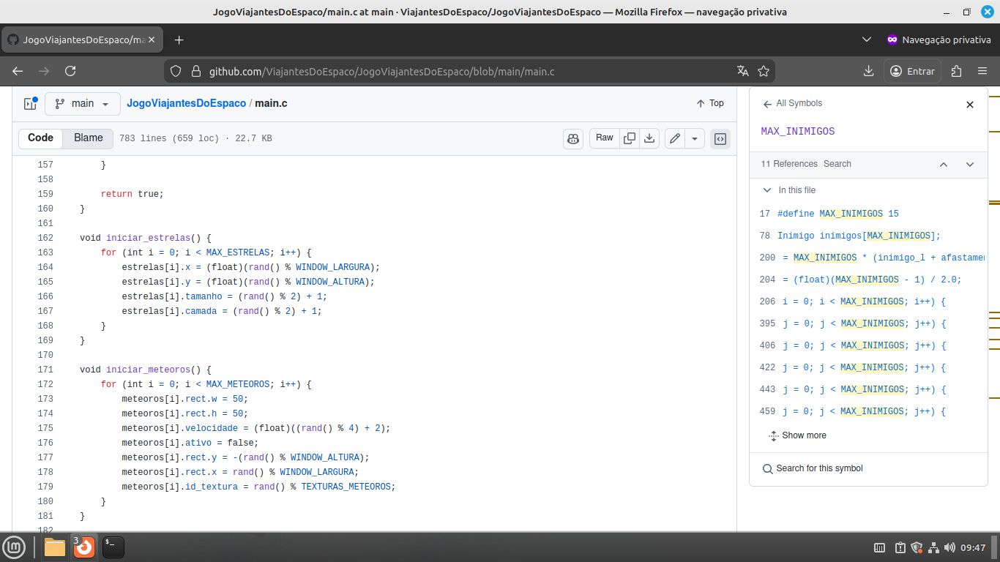 JogoViajantesDoEspaco/main.c at main · ViajantesDoEspaco/JogoViajantesDoEspaco — Mozilla Firefox — navegação privativa
JogoViajantesDoEspaco/ma
Navegação privativa
github.com/ViajantesDoEspaco/JogoViajantesDoEspaco/blob/main/main.c
Entrar
main
JogoViajantesDoEspaco / main.c
Top
Code Blame 783 lines (659 loc) · 22.7 KB
Raw
157 }
158
159 return true;
160 }
161
162 void iniciar_estrelas() {
163 for (int i = 0; i < MAX_ESTRELAS; i++) {
164 estrelas[i].x = (float)(rand() % WINDOW_LARGURA);
165 estrelas[i].y = (float)(rand() % WINDOW_ALTURA);
166 estrelas[i].tamanho = (rand() % 2) + 1;
167 estrelas[i].camada = (rand() % 2) + 1;
168 }
169 }
170
171 void iniciar_meteoros() {
172 for (int i = 0; i < MAX_METEOROS; i++) {
173 meteoros[i].rect.w = 50;
174 meteoros[i].rect.h = 50;
175 meteoros[i].velocidade = (float)((rand() % 4) + 2);
176 meteoros[i].ativo = false;
177 meteoros[i].rect.y = -(rand() % WINDOW_ALTURA);
178 meteoros[i].rect.x = rand() % WINDOW_LARGURA;
179 meteoros[i].id_textura = rand() % TEXTURAS_METEOROS;
180 }
181 }
182
All Symbols
MAX_INIMIGOS
11 References Search
In this file
17 #define MAX_INIMIGOS 15
78 Inimigo inimigos[MAX_INIMIGOS];
200 = MAX_INIMIGOS * (inimigo_l + afastamen
204 = (float)(MAX_INIMIGOS - 1) / 2.0;
206 i = 0; i < MAX_INIMIGOS; i++) {
395 j = 0; j < MAX_INIMIGOS; j++) {
406 j = 0; j < MAX_INIMIGOS; j++) {
422 j = 0; j < MAX_INIMIGOS; j++) {
443 j = 0; j < MAX_INIMIGOS; j++) {
459 j = 0; j < MAX_INIMIGOS; j++) {
Show more
Search for this symbol
3
$_
09:47